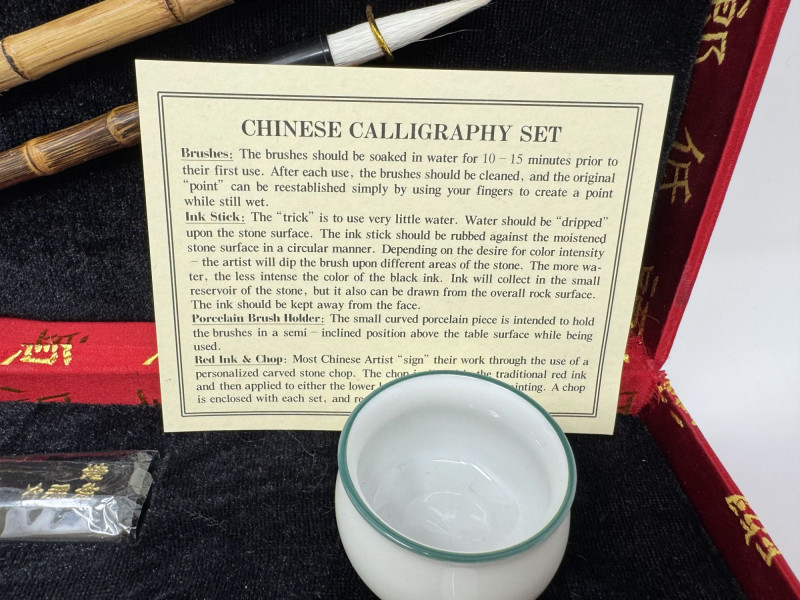 CHINESE CALLIGRAPHY SET
Brushes: The brushes should be soaked in water for 10 – 15 minutes prior to
their first use. After each use, the brushes should be cleaned, and the original
“point” can be reestablished simply by using your fingers to create a point
while still wet.
Ink Stick: The “trick” is to use very little water. Water should be “dripped”
upon the stone surface. The ink stick should be rubbed against the moistened
stone surface in a circular manner. Depending on the desire for color intensity
– the artist will dip the brush upon different areas of the stone. The more wa-
ter, the less intense the color of the black ink. Ink will collect in the small
reservoir of the stone, but it also can be drawn from the overall rock surface.
The ink should be kept away from the face.
Porcelain Brush Holder: The small curved porcelain piece is intended to hold
the brushes in a semi – inclined position above the table surface while being
used.
Red Ink & Chop: Most Chinese Artist “sign” their work through the use of a
personalized carved stone chop. The chop the traditional red ink
and then applied to either the lower painting. A chop
is enclosed with each set, and